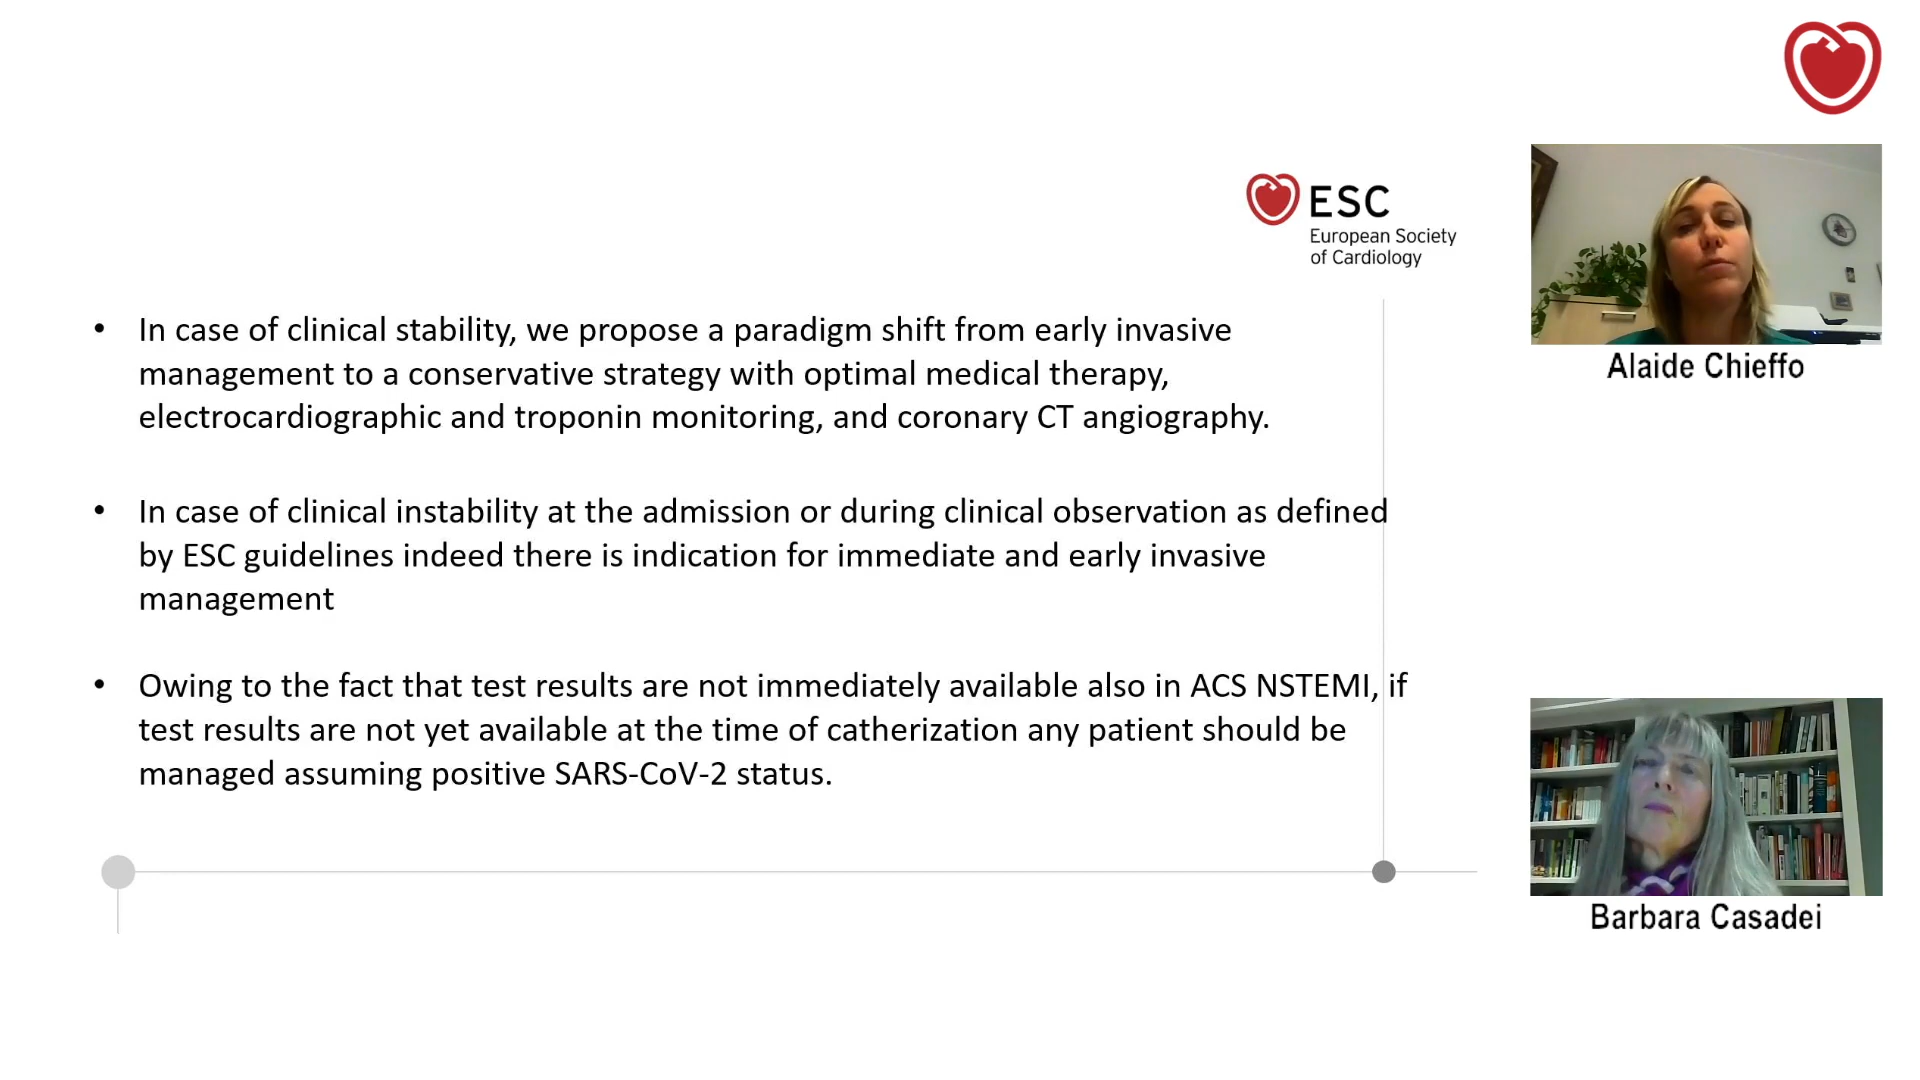 ESC
European Society
of Cardiology
• In case of clinical stability, we propose a paradigm shift from early invasive
management to a conservative strategy with optimal medical therapy,
electrocardiographic and troponin monitoring, and coronary CT angiography.
• In case of clinical instability at the admission or during clinical observation as defined
by ESC guidelines indeed there is indication for immediate and early invasive
management
• Owing to the fact that test results are not immediately available also in ACS NSTEMI, if
test results are not yet available at the time of catherization any patient should be
managed assuming positive SARS-CoV-2 status.
Alaide Chieffo
Barbara Casadei